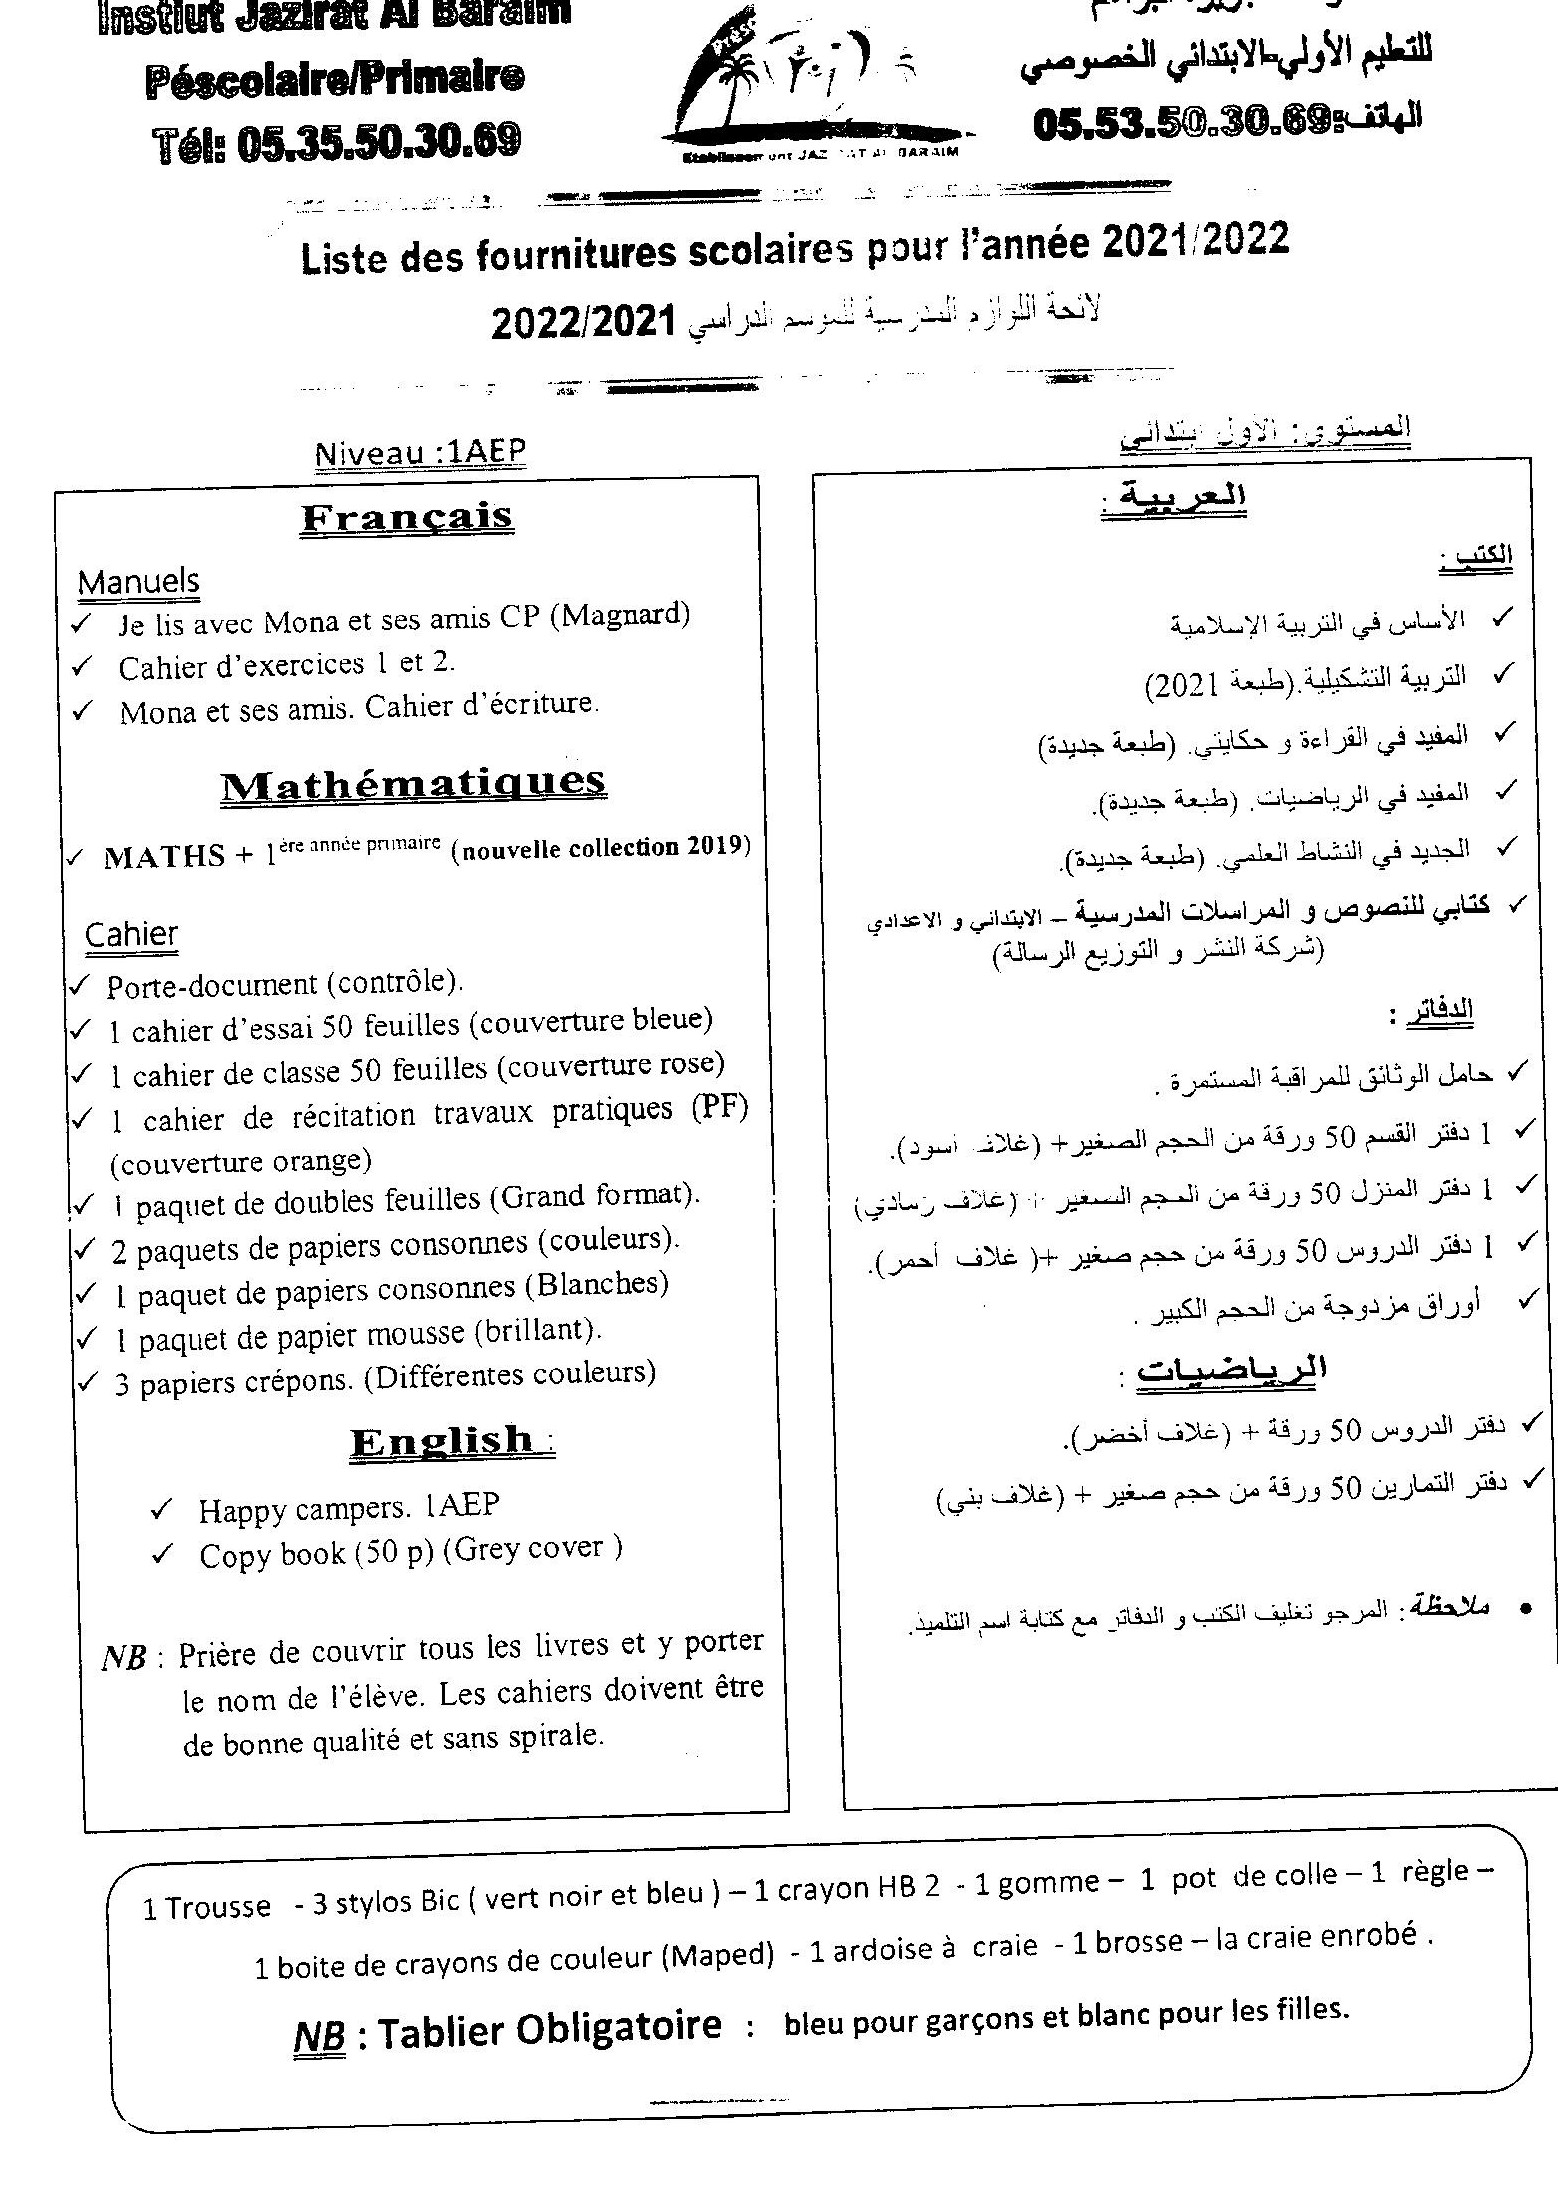 Instiut Jazirat Al Baraim
Péscolaire/Primaire
Tél: 05.35.50.30.69
للتعليم الأولي-الابتدائي الخصوصي
الهاتف:05.53.50.30.69
Etablissement JAZIRAT AL BARAIM
Liste des fournitures scolaires pour l'année 2021/2022
لائحة اللوازم المدرسية للموسم الدراسي 2022/2021
Niveau :1AEP
Français
Manuels
✓ Je lis avec Mona et ses amis CP (Magnard)
✓ Cahier d'exercices 1 et 2.
✓ Mona et ses amis. Cahier d'écriture.
Mathématiques
✓ MATHS + 1ère année primaire (nouvelle collection 2019)
Cahier
✓ Porte-document (contrôle).
✓ 1 cahier d'essai 50 feuilles (couverture bleue)
✓ 1 cahier de classe 50 feuilles (couverture rose)
✓ 1 cahier de récitation travaux pratiques (PF)
(couverture orange)
✓ 1 paquet de doubles feuilles (Grand format).
✓ 2 paquets de papiers consonnes (couleurs).
✓ 1 paquet de papiers consonnes (Blanches)
✓ 1 paquet de papier mousse (brillant).
✓ 3 papiers crépons. (Différentes couleurs)
English :
✓ Happy campers. 1AEP
✓ Copy book (50 p) (Grey cover )
NB : Prière de couvrir tous les livres et y porter
le nom de l'élève. Les cahiers doivent être
de bonne qualité et sans spirale.
المستوى: الأول ابتدائي
العربية :
الكتب :
✓ الأساس في التربية الإسلامية
✓ التربية التشكيلية.(طبعة 2021)
✓ المفيد في القراءة و حكايتي. (طبعة جديدة)
✓ المفيد في الرياضيات. (طبعة جديدة).
✓ الجديد في النشاط العلمي. (طبعة جديدة).
✓ كتابي للنصوص و المراسلات المدرسية – الابتدائي و الاعدادي
(شركة النشر و التوزيع الرسالة)
الدفاتر :
✓ حامل الوثائق للمراقبة المستمرة .
✓ 1 دفتر القسم 50 ورقة من الحجم الصغير+ (غلاف أسود).
✓ 1 دفتر المنزل 50 ورقة من الحجم الصغير + (غلاف رمادي)
✓ 1 دفتر الدروس 50 ورقة من حجم صغير +( غلاف أحمر).
✓ أوراق مزدوجة من الحجم الكبير .
الرياضيات :
✓ دفتر الدروس 50 ورقة + (غلاف أخضر).
✓ دفتر التمارين 50 ورقة من حجم صغير + (غلاف بني)
• ملاحظة : المرجو تغليف الكتب و الدفاتر مع كتابة اسم التلميذ.
1 Trousse - 3 stylos Bic ( vert noir et bleu ) – 1 crayon HB 2 - 1 gomme – 1 pot de colle – 1 règle –
1 boite de crayons de couleur (Maped) - 1 ardoise à craie - 1 brosse – la craie enrobé .
NB : Tablier Obligatoire : bleu pour garçons et blanc pour les filles.